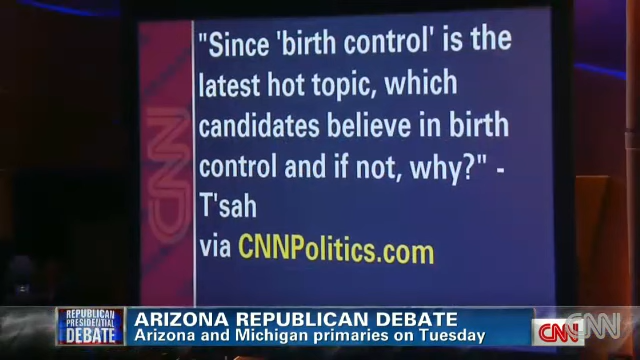 "Since 'birth control' is the
latest hot topic, which
candidates believe in birth
control and if not, why?" -
T'sah
via CNNPolitics.com
CNN
REPUBLICAN
PRESIDENTIAL
DEBATE
ARIZONA REPUBLICAN DEBATE
Arizona and Michigan primaries on Tuesday
CNN
CNN